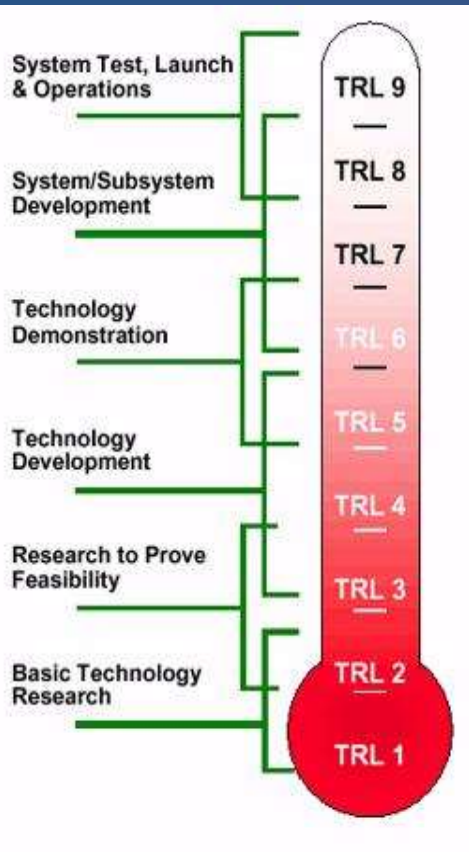 System Test, Launch
& Operations
System/Subsystem
Development
Technology
Demonstration
Technology
Development
Research to Prove
Feasibility
Basic Technology
Research
TRL 9
TRL 8
TRL 7
TRL 6
TRL 5
TRL 4
TRL 3
TRL 2
TRL 1